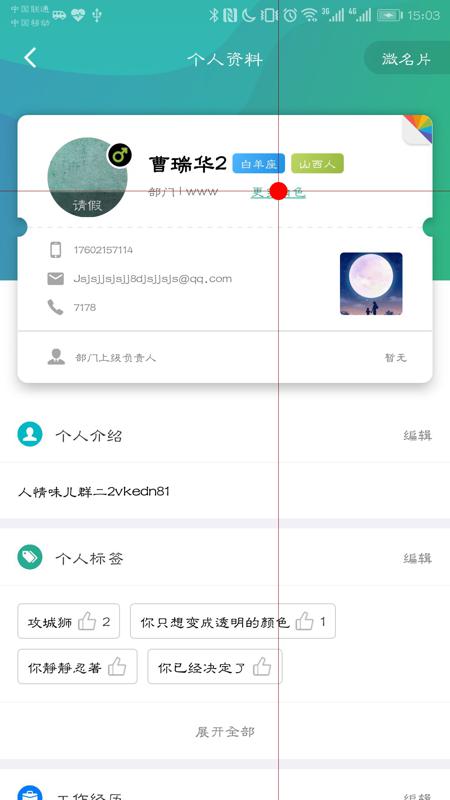 中国联通
中国移动
3G
4G
15:03
个人资料
微名片
曹瑞华2
白羊座
山西人
请假
部门 | www
更 色
17602157114
Jsjsjjsjsjj8djsjjsjs@qq.com
7178
部门上级负责人
暂无
个人介绍
编辑
人情味儿群二2vkedn81
个人标签
编辑
攻城狮 2
你只想变成透明的颜色 1
你静静忍著
你已经决定了
展开全部
工作经历
编辑